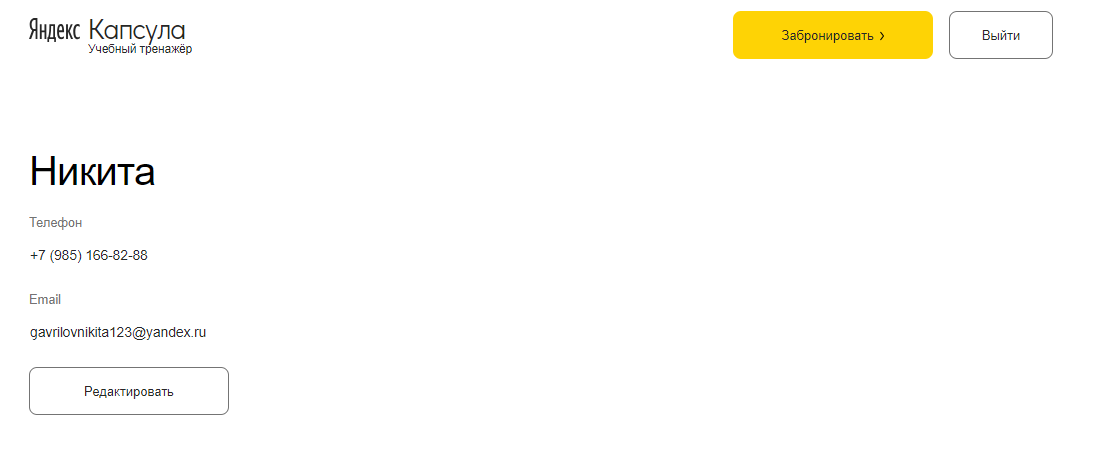 Яндекс Капсула
Учебный тренажёр
Забронировать ›
Выйти
Никита
Телефон
+7 (985) 166-82-88
Email
gavrilovnikita123@yandex.ru
Редактировать